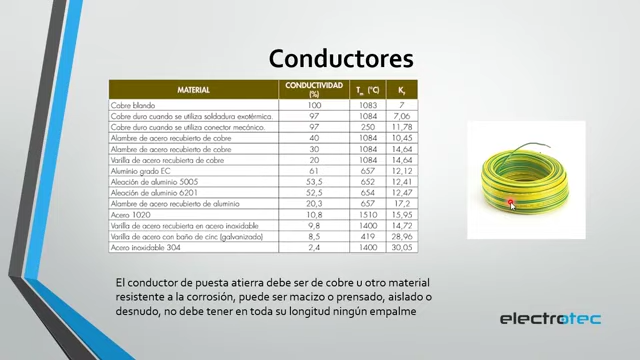 Conductores
MATERIAL CONDUCTIVIDAD (%) Tm (°C) Kf
Cobre blando 100 1083 7
Cobre duro cuando se utiliza soldadura exotérmica. 97 1084 7,06
Cobre duro cuando se utiliza conector mecánico. 97 250 11,78
Alambre de acero recubierto de cobre 40 1084 10,45
Alambre de acero recubierto de cobre 30 1084 14,64
Varilla de acero recubierta de cobre 20 1084 14,64
Aluminio grado EC 61 657 12,12
Aleación de aluminio 5005 53,5 652 12,41
Aleación de aluminio 6201 52,5 654 12,47
Alambre de acero recubierto de aluminio 20,3 657 17,2
Acero 1020 10,8 1510 15,95
Varilla de acero recubierta en acero inoxidable 9,8 1400 14,72
Varilla de acero con baño de cinc (galvanizado) 8,5 419 28,96
Acero inoxidable 304 2,4 1400 30,05
El conductor de puesta atierra debe ser de cobre u otro material
resistente a la corrosión, puede ser macizo o prensado, aislado o
desnudo, no debe tener en toda su longitud ningún empalme
electrotec